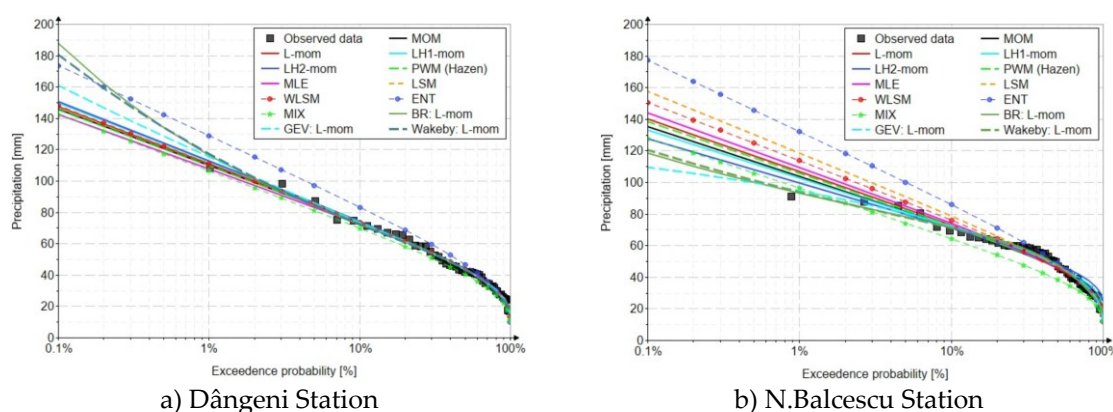 200
180
160
140
120
100
80
60
40
20
0
Precipitation [mm]
0.1%
1%
10%
100%
Exceedence probability [%]
Observed data
MOM
L-mom
LH1-mom
LH2-mom
PWM (Hazen)
MLE
LSM
WLSM
ENT
MIX
BR: L-mom
GEV: L-mom
Wakeby: L-mom
a) Dângeni Station
200
180
160
140
120
100
80
60
40
20
0
Precipitation [mm]
0.1%
1%
10%
100%
Exceedence probability [%]
Observed data
MOM
L-mom
LH1-mom
LH2-mom
PWM (Hazen)
MLE
LSM
WLSM
ENT
MIX
BR: L-mom
GEV: L-mom
Wakeby: L-mom
b) N.Balcescu Station